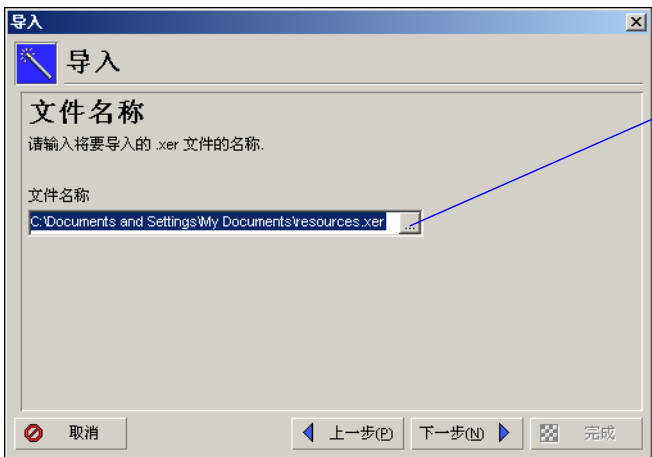 导入
导入
文件名称
请输入将要导入的 .xer 文件的名称.
文件名称
C:\Documents and Settings\My Documents\resources.xer ...
取消 上一步(P) 下一步(N) 完成